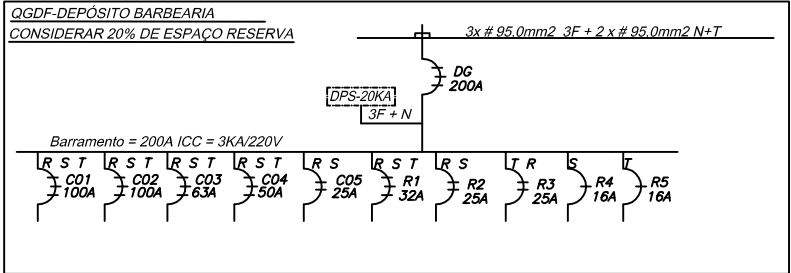 QGDF-DEPÓSITO BARBEARIA
CONSIDERAR 20% DE ESPAÇO RESERVA
3x # 95,0mm2 3F + 2 x # 95,0mm2 N+T
DG
200A
DPS-20KA
3F + N
Barramento = 200A ICC = 3KA/220V
R S T R S T R S T R S T R S R S T R S T R S T
C01 C02 C03 C04 C05 R1 R2 R3 R4 R5
100A 100A 63A 50A 25A 32A 25A 25A 16A 16A